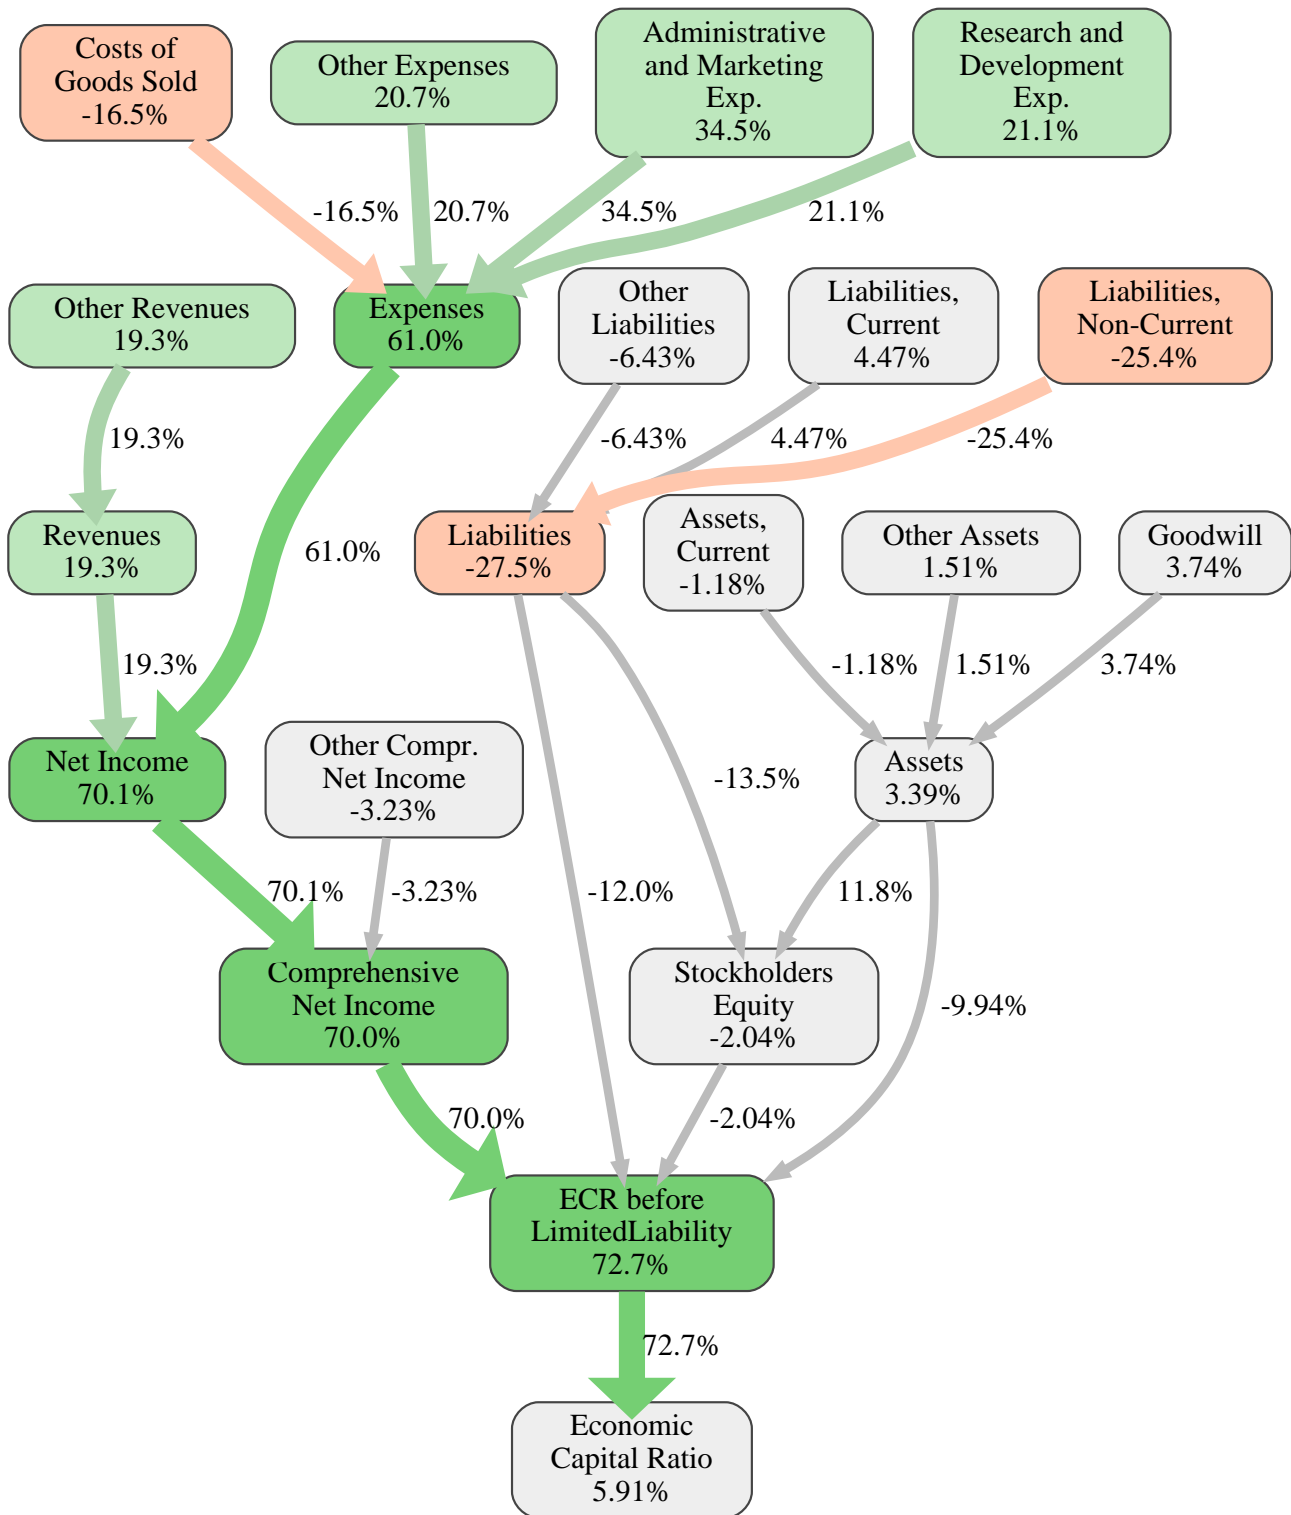 Costs of
Goods Sold
-16.5%
Other Expenses
20.7%
Administrative
and Marketing
Exp.
34.5%
Research and
Development
Exp.
21.1%
-16.5%
20.7%
34.5%
21.1%
Other Revenues
19.3%
Expenses
61.0%
Other
Liabilities
-6.43%
Liabilities,
Current
4.47%
Liabilities,
Non-Current
-25.4%
19.3%
-6.43%
4.47%
-25.4%
Revenues
19.3%
61.0%
Liabilities
-27.5%
Assets,
Current
-1.18%
Other Assets
1.51%
Goodwill
3.74%
19.3%
-1.18%
1.51%
3.74%
Net Income
70.1%
Other Compr.
Net Income
-3.23%
-13.5%
Assets
3.39%
70.1%
-3.23%
-12.0%
11.8%
Comprehensive
Net Income
70.0%
Stockholders
Equity
-2.04%
-9.94%
70.0%
-2.04%
ECR before
LimitedLiability
72.7%
72.7%
Economic
Capital Ratio
5.91%